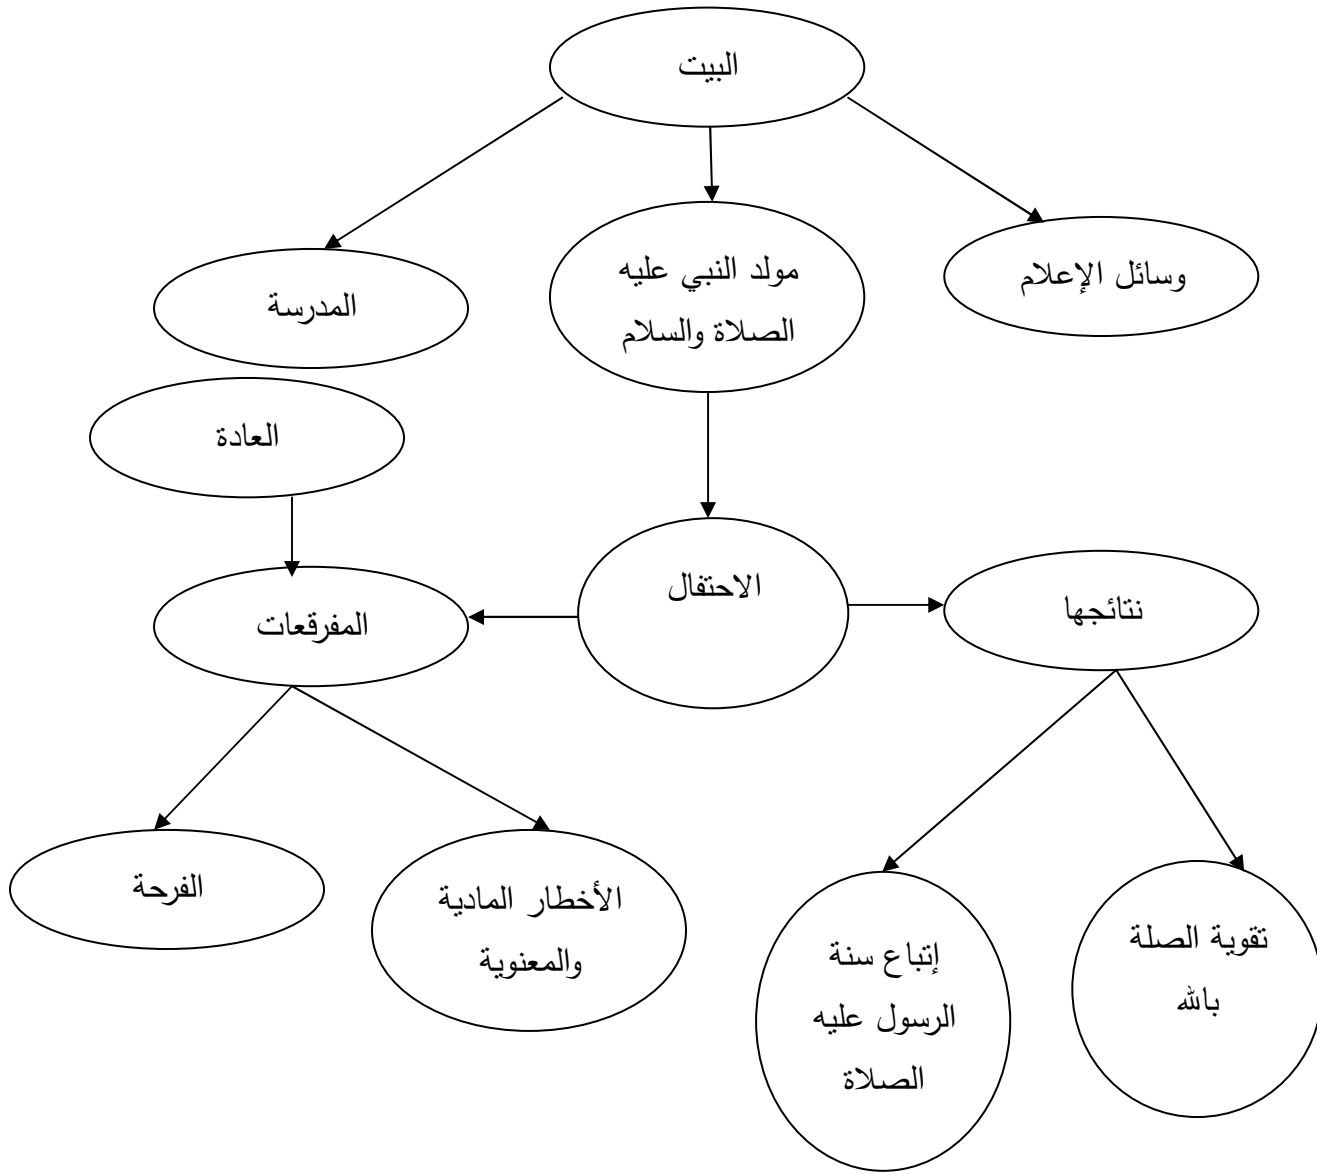 البيت
وسائل الإعلام
مولد النبي عليه
الصلاة والسلام
المدرسة
العادة
الاحتفال
نتائجها
المفرقعات
تقوية الصلة
بالله
إتباع سنة
الرسول عليه
الصلاة
الأخطار المادية
والمعنوية
الفرحة